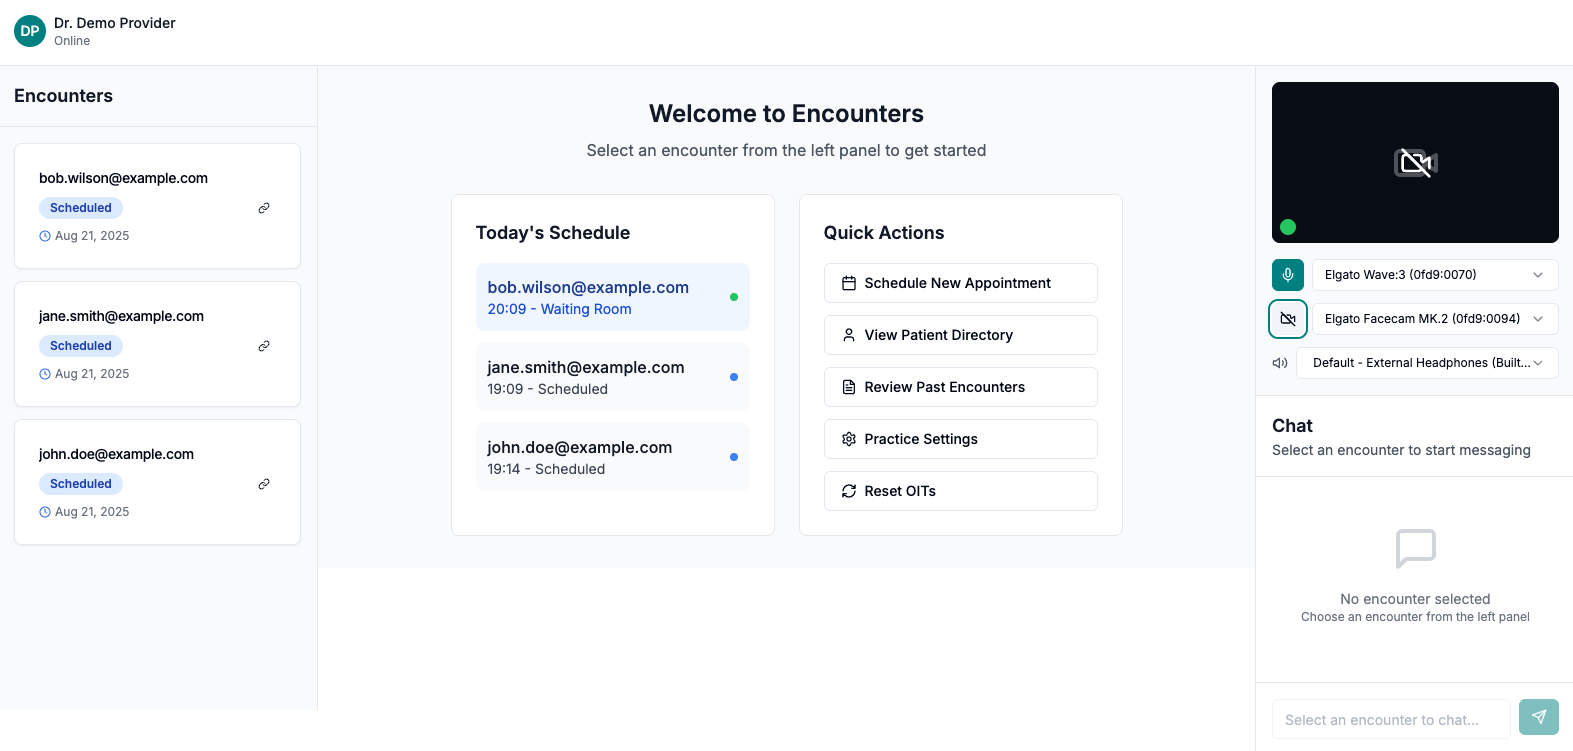 DP
Dr. Demo Provider
Online
Encounters
bob.wilson@example.com
Scheduled
Aug 21, 2025
jane.smith@example.com
Scheduled
Aug 21, 2025
john.doe@example.com
Scheduled
Aug 21, 2025
Welcome to Encounters
Select an encounter from the left panel to get started
Today's Schedule
bob.wilson@example.com
20:09 - Waiting Room
jane.smith@example.com
19:09 - Scheduled
john.doe@example.com
19:14 - Scheduled
Quick Actions
Schedule New Appointment
View Patient Directory
Review Past Encounters
Practice Settings
Reset OITs
Elgato Wave:3 (0fd9:0070)
Elgato Facecam MK.2 (0fd9:0094)
Default - External Headphones (Built...
Chat
Select an encounter to start messaging
No encounter selected
Choose an encounter from the left panel
Select an encounter to chat...